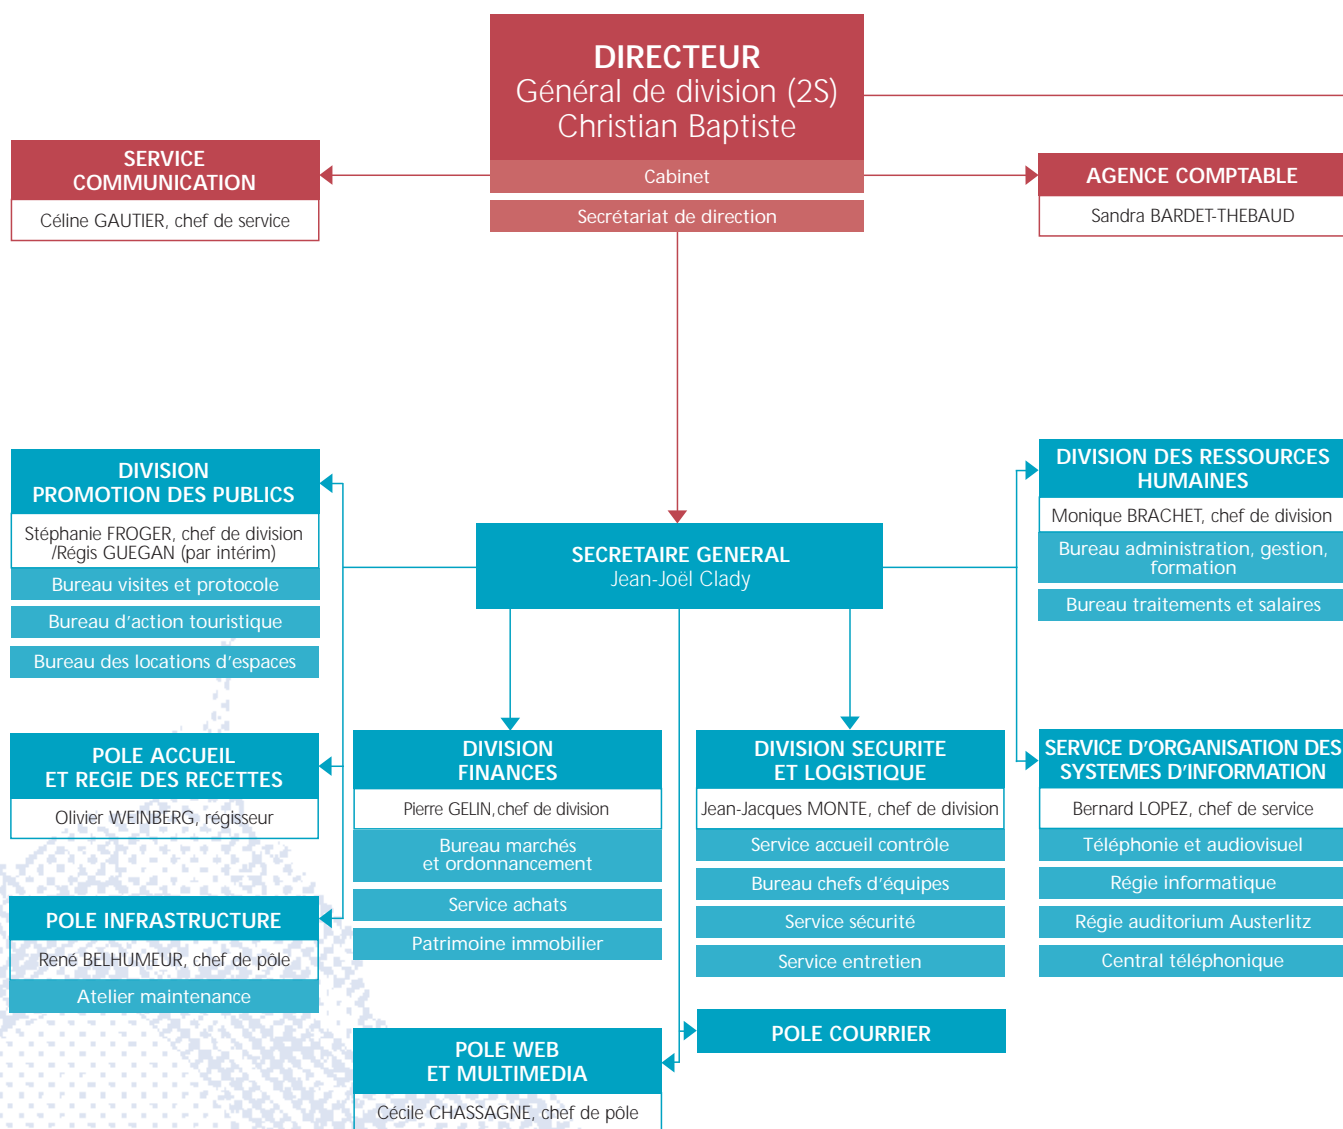 DIRECTEUR
Général de division (2S)
Christian Baptiste
Cabinet
Secrétariat de direction
SERVICE
COMMUNICATION
Céline GAUTIER, chef de service
AGENCE COMPTABLE
Sandra BARDET-THEBAUD
DIVISION
PROMOTION DES PUBLICS
Stéphanie FROGER, chef de division
/Régis GUEGAN (par intérim)
Bureau visites et protocole
Bureau d'action touristique
Bureau des locations d'espaces
SECRETAIRE GENERAL
Jean-Joël Clady
DIVISION DES RESSOURCES
HUMAINES
Monique BRACHET, chef de division
Bureau administration, gestion,
formation
Bureau traitements et salaires
POLE ACCUEIL
ET REGIE DES RECETTES
Olivier WEINBERG, régisseur
DIVISION
FINANCES
Pierre GELIN, chef de division
Bureau marchés
et ordonnancement
Service achats
Patrimoine immobilier
DIVISION SECURITE
ET LOGISTIQUE
Jean-Jacques MONTE, chef de division
Service accueil contrôle
Bureau chefs d'équipes
Service sécurité
Service entretien
SERVICE D'ORGANISATION DES
SYSTEMES D'INFORMATION
Bernard LOPEZ, chef de service
Téléphonie et audiovisuel
Régie informatique
Régie auditorium Austerlitz
Central téléphonique
POLE INFRASTRUCTURE
René BELHUMEUR, chef de pôle
Atelier maintenance
POLE WEB
ET MULTIMEDIA
Cécile CHASSAGNE, chef de pôle
POLE COURRIER